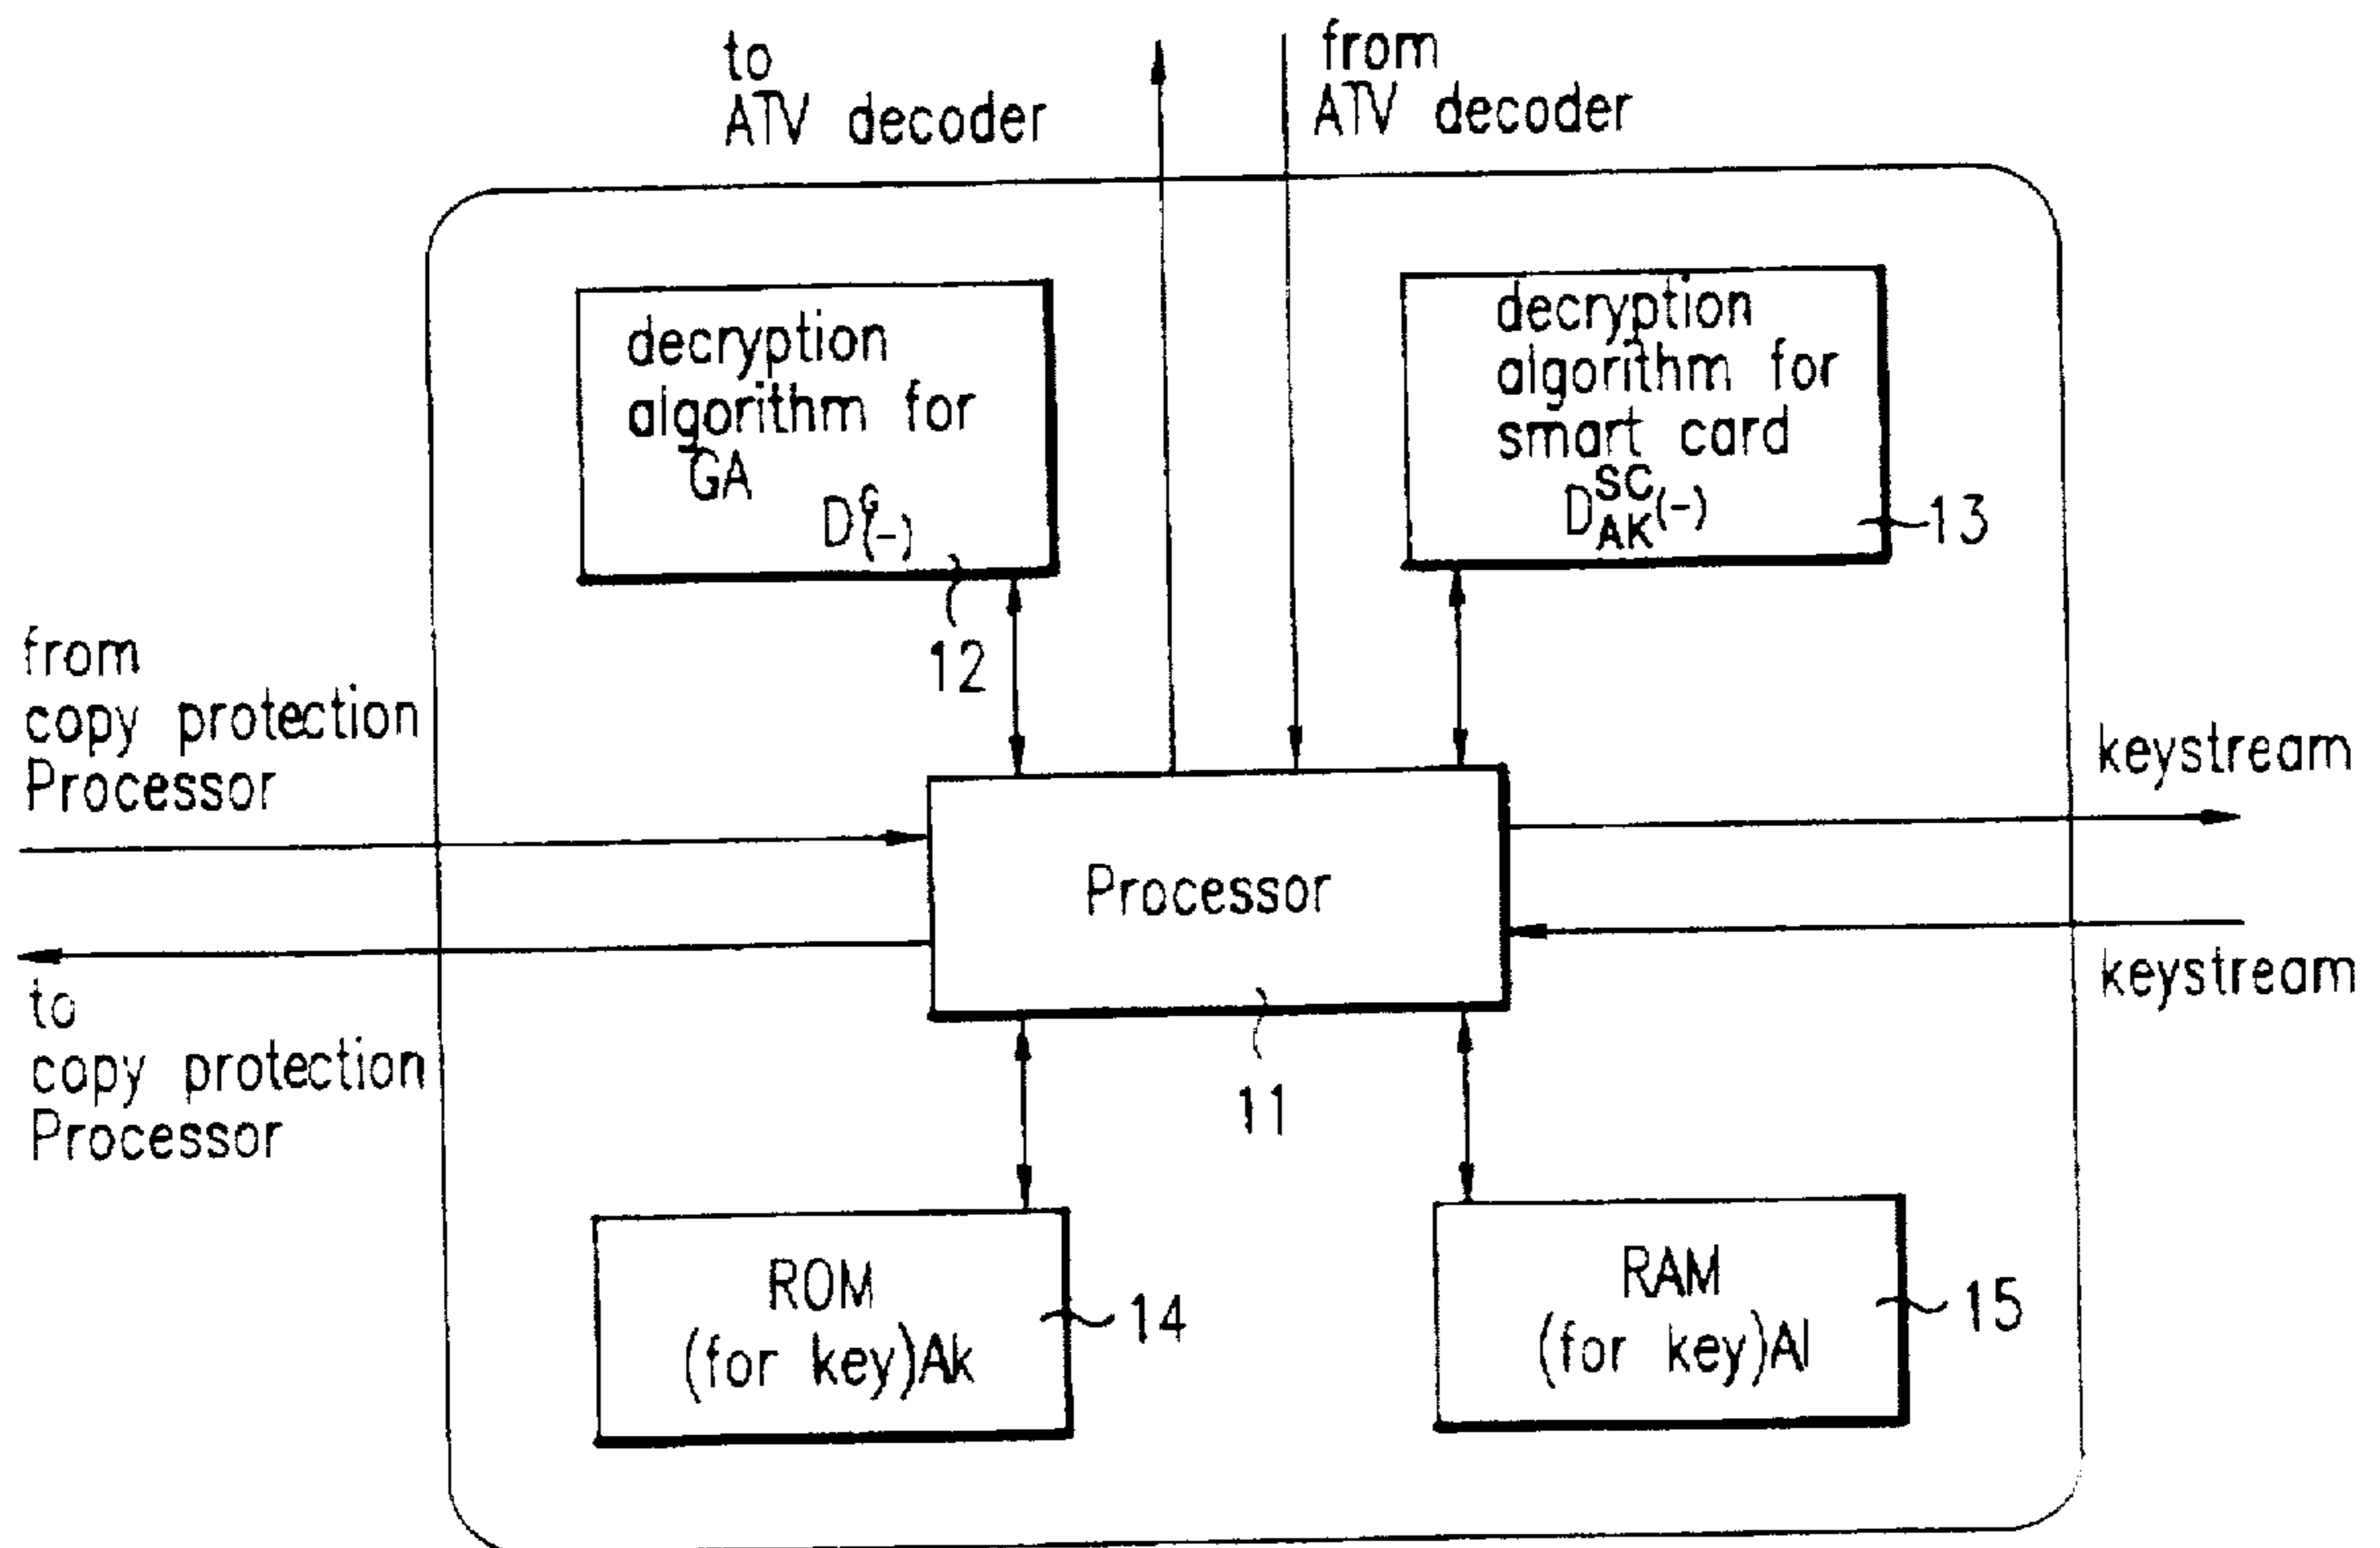 to
ATV decoder
from
ATV decoder
decryption
algorithm for
GA
D^G(-)
12
decryption
algorithm for
smart card
D^SC_AK(-)
13
from
copy protection
Processor
keystream
Processor
11
to
copy protection
Processor
keystream
ROM
(for key)Ak
14
RAM
(for key)Al
15